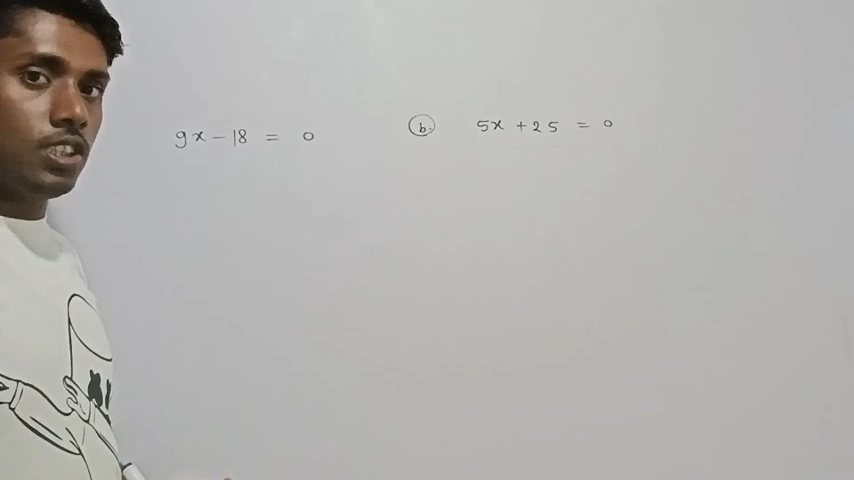 9x - 18 = 0
b. 5x + 25 = 0